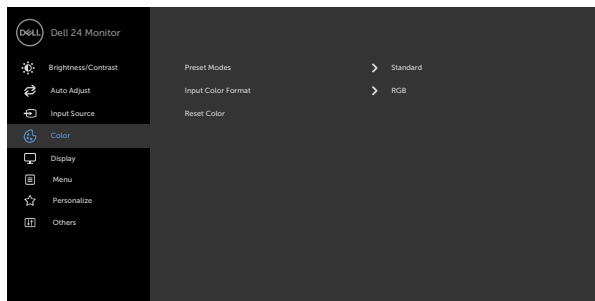 DELL Dell 24 Monitor
Brightness/Contrast Preset Modes Standard
Auto Adjust Input Color Format RGB
Input Source Reset Color
Color
Display
Menu
Personalize
Others